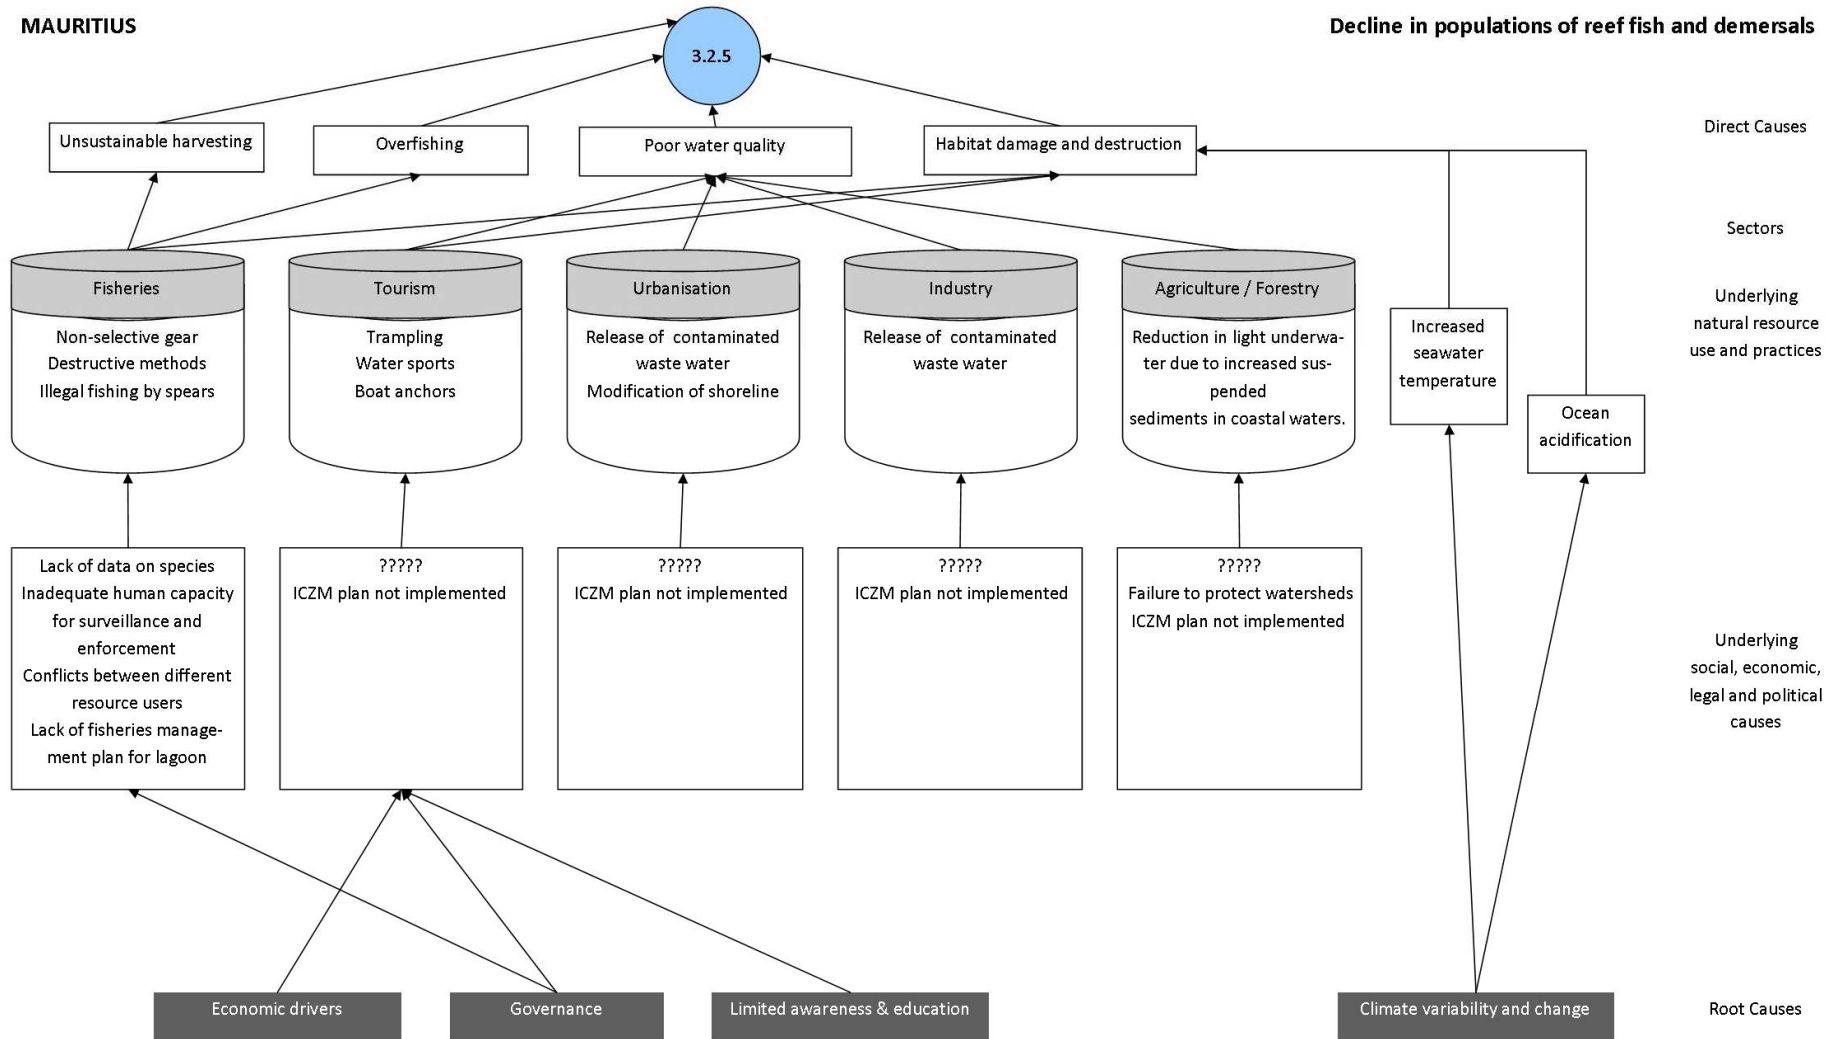 MAURITIUS
3.2.5
Decline in populations of reef fish and demersals
Unsustainable harvesting
Overfishing
Poor water quality
Habitat damage and destruction
Direct Causes
Sectors
Fisheries
Non-selective gear
Destructive methods
Illegal fishing by spears
Tourism
Trampling
Water sports
Boat anchors
Urbanisation
Release of contaminated
waste water
Modification of shoreline
Industry
Release of contaminated
waste water
Agriculture / Forestry
Reduction in light underwa-
ter due to increased sus-
pended
sediments in coastal waters.
Increased
seawater
temperature
Ocean
acidification
Underlying
natural resource
use and practices
Lack of data on species
Inadequate human capacity
for surveillance and
enforcement
Conflicts between different
resource users
Lack of fisheries manage-
ment plan for lagoon
?????
ICZM plan not implemented
?????
ICZM plan not implemented
?????
ICZM plan not implemented
?????
Failure to protect watersheds
ICZM plan not implemented
Underlying
social, economic,
legal and political
causes
Economic drivers
Governance
Limited awareness & education
Climate variability and change
Root Causes